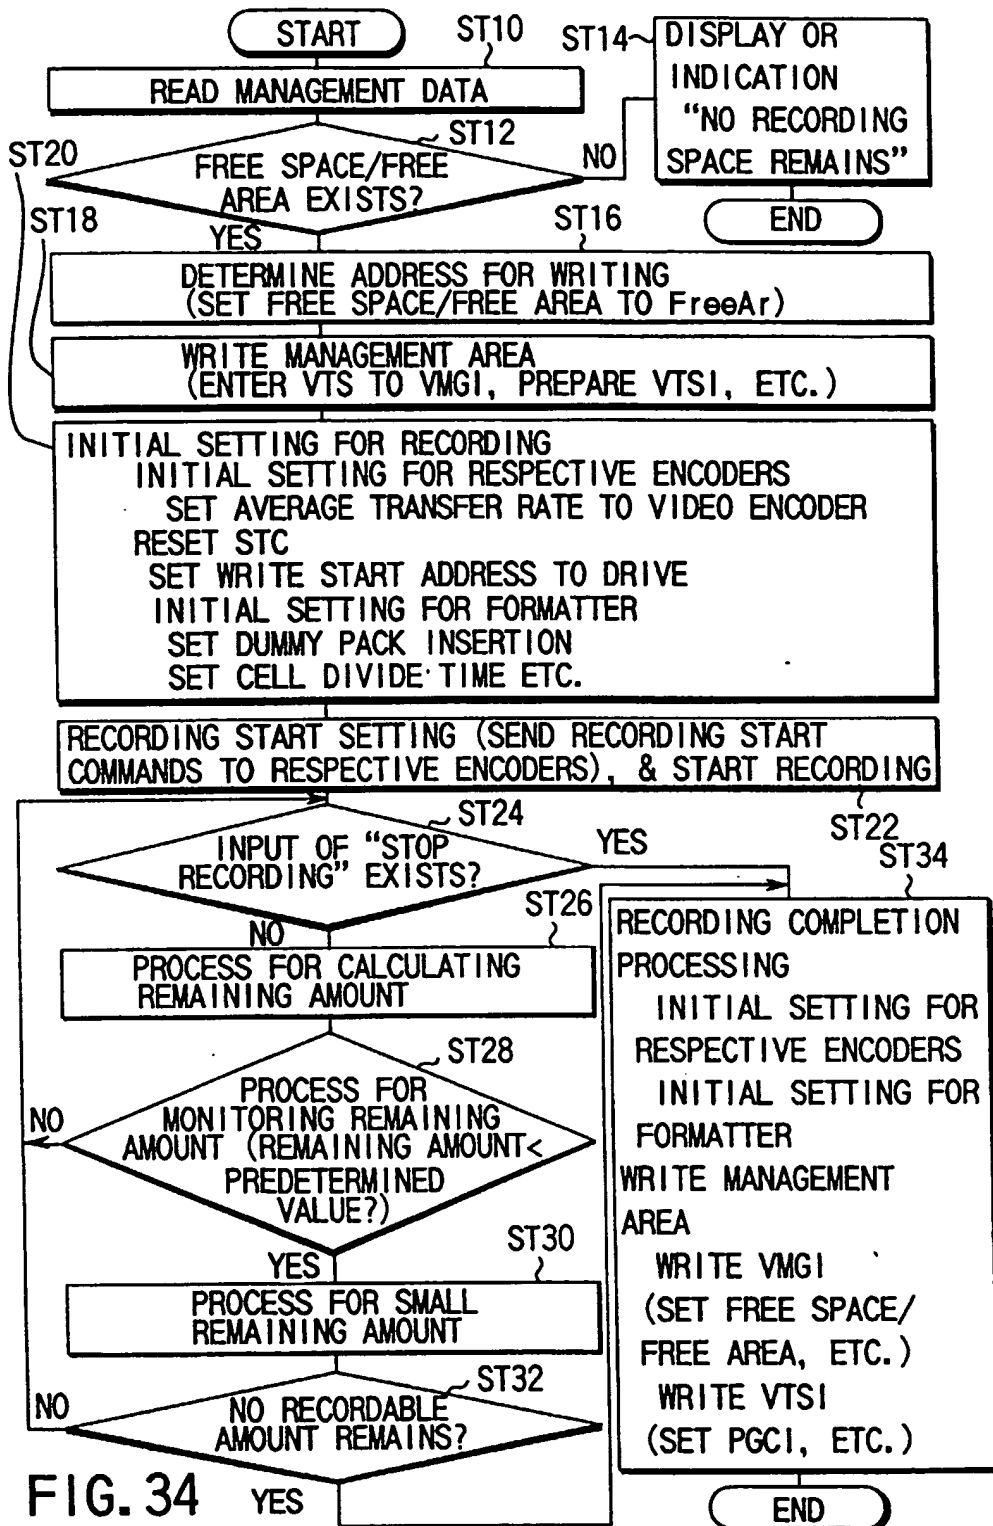 START
ST10
READ MANAGEMENT DATA
ST12
FREE SPACE/FREE
AREA EXISTS?
NO
YES
ST14
DISPLAY OR
INDICATION
"NO RECORDING
SPACE REMAINS"
END
ST20
ST18
ST16
DETERMINE ADDRESS FOR WRITING
(SET FREE SPACE/FREE AREA TO FreeAr)
WRITE MANAGEMENT AREA
(ENTER VTS TO VMGI, PREPARE VTSI, ETC.)
INITIAL SETTING FOR RECORDING
INITIAL SETTING FOR RESPECTIVE ENCODERS
SET AVERAGE TRANSFER RATE TO VIDEO ENCODER
RESET STC
SET WRITE START ADDRESS TO DRIVE
INITIAL SETTING FOR FORMATTER
SET DUMMY PACK INSERTION
SET CELL DIVIDE TIME ETC.
RECORDING START SETTING (SEND RECORDING START
COMMANDS TO RESPECTIVE ENCODERS), & START RECORDING
ST22
ST24
INPUT OF "STOP
RECORDING" EXISTS?
YES
NO
ST26
PROCESS FOR CALCULATING
REMAINING AMOUNT
ST28
PROCESS FOR
MONITORING REMAINING
AMOUNT (REMAINING AMOUNT<
PREDETERMINED
VALUE?)
NO
YES
ST30
PROCESS FOR SMALL
REMAINING AMOUNT
ST32
NO RECORDABLE
AMOUNT REMAINS?
NO
YES
ST34
RECORDING COMPLETION
PROCESSING
INITIAL SETTING FOR
RESPECTIVE ENCODERS
INITIAL SETTING FOR
FORMATTER
WRITE MANAGEMENT
AREA
WRITE VMGI
(SET FREE SPACE/
FREE AREA, ETC.)
WRITE VTSI
(SET PGCI, ETC.)
END
FIG. 34